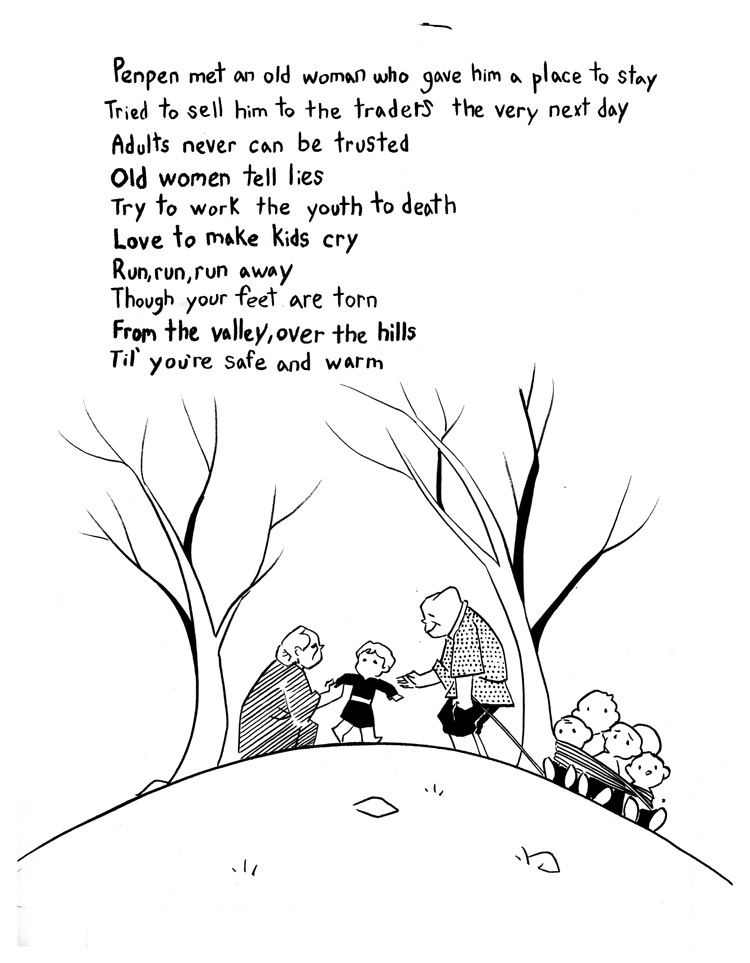 Penpen met an old woman who gave him a place to stay
Tried to sell him to the traders the very next day
Adults never can be trusted
Old women tell lies
Try to work the youth to death
Love to make kids cry
Run, run, run away
Though your feet are torn
From the valley, over the hills
Til' you're safe and warm